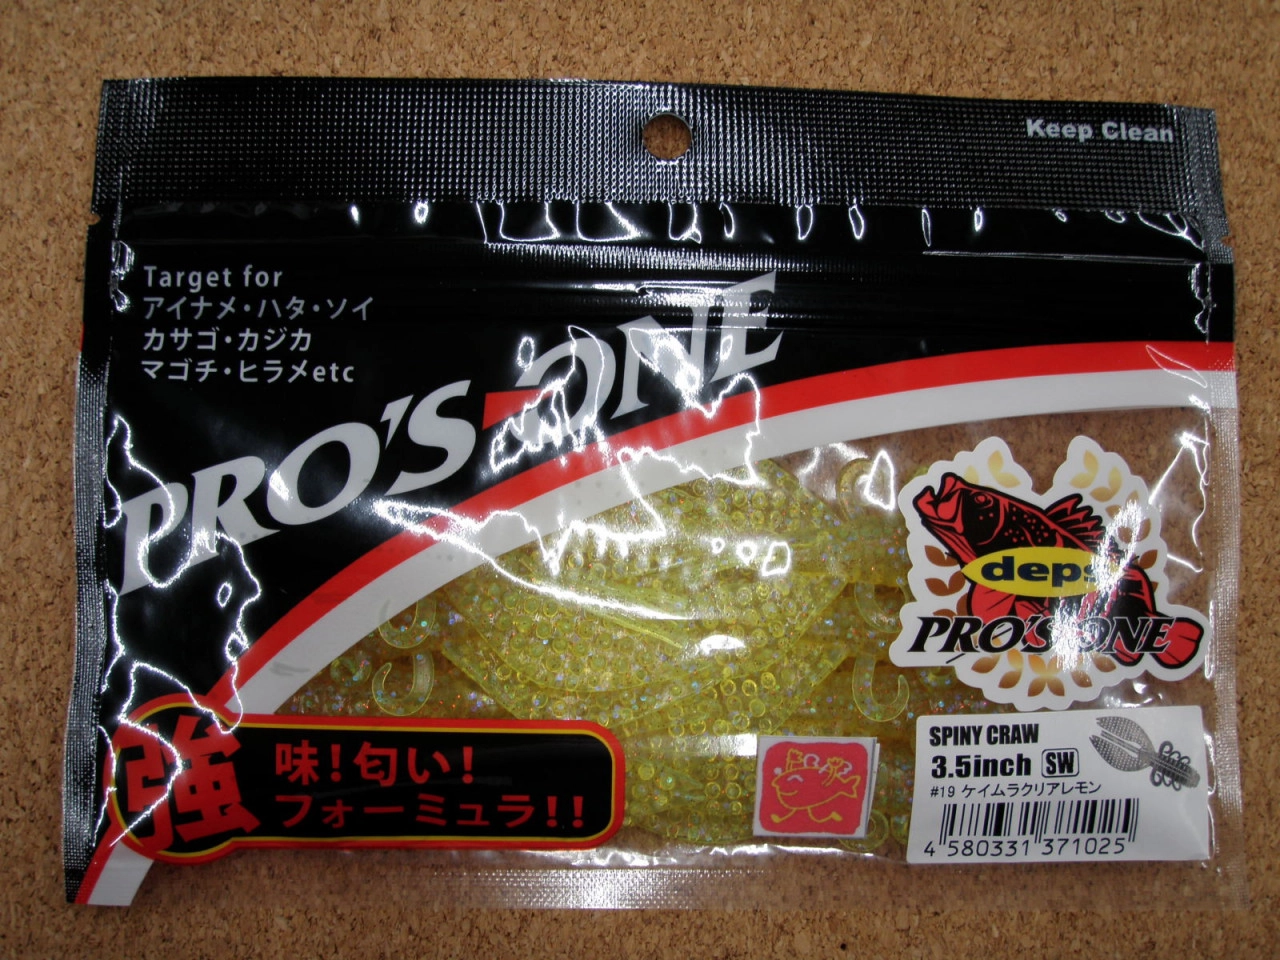 Keep Clean
Target for
アイナメ・ハタ・ソイ
カサゴ・カジカ
マゴチ・ヒラメetc
PRO'S-ONE
deps
PRO'S ONE
強
味!匂い!
フォーミュラ!!
SPINY CRAW
3.5inch SW
#19 ケイムラクリアレモン
4 580331 371025